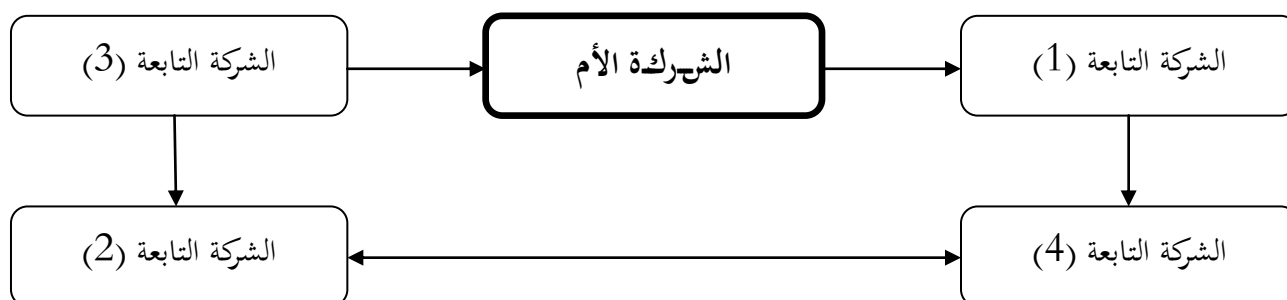 الشركة التابعة (1)
الشركة الأم
الشركة التابعة (3)
الشركة التابعة (4)
الشركة التابعة (2)